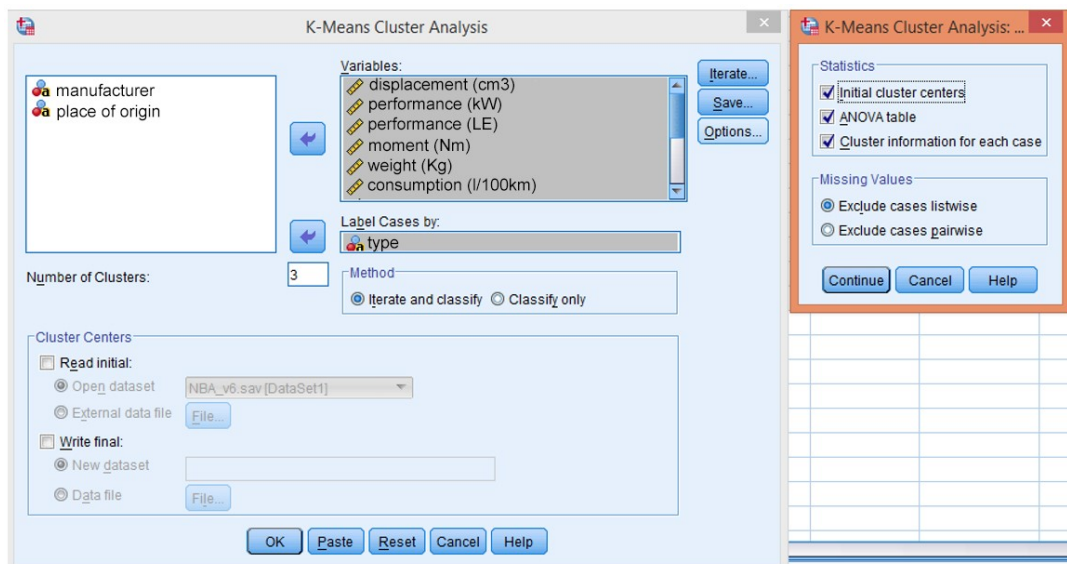 K-Means Cluster Analysis
manufacturer
place of origin
Variables:
displacement (cm3)
performance (kW)
performance (LE)
moment (Nm)
weight (Kg)
consumption (l/100km)
Iterate...
Save...
Options...
Label Cases by:
type
Number of Clusters:
3
Method
Iterate and classify
Classify only
Cluster Centers
Read initial:
Open dataset
NBA_v6.sav [DataSet1]
External data file
File...
Write final:
New dataset
Data file
File...
OK
Paste
Reset
Cancel
Help
K-Means Cluster Analysis: ...
Statistics
Initial cluster centers
ANOVA table
Cluster information for each case
Missing Values
Exclude cases listwise
Exclude cases pairwise
Continue
Cancel
Help